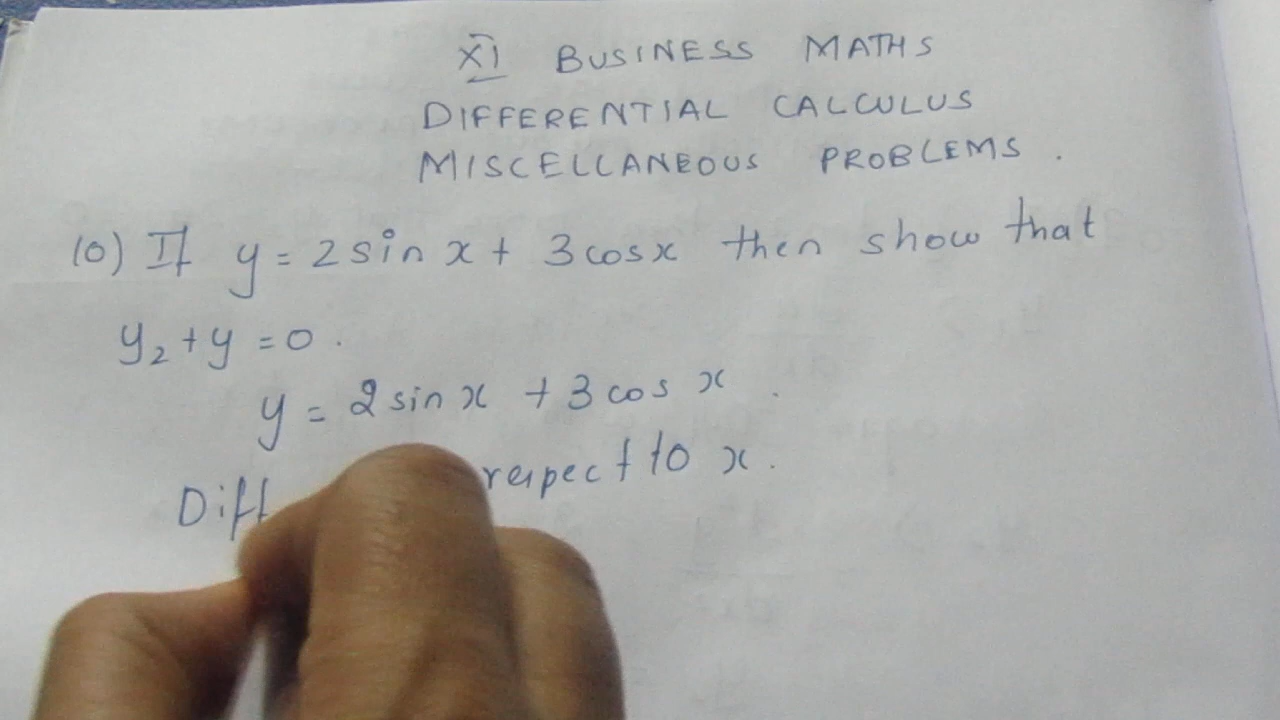 XI BUSINESS MATHS
DIFFERENTIAL CALCULUS
MISCELLANEOUS PROBLEMS.
(0) If y = 2 sin x + 3 cos x then show that
y₂ + y = 0.
y = 2 sin x + 3 cos x.
Diff respect to x.